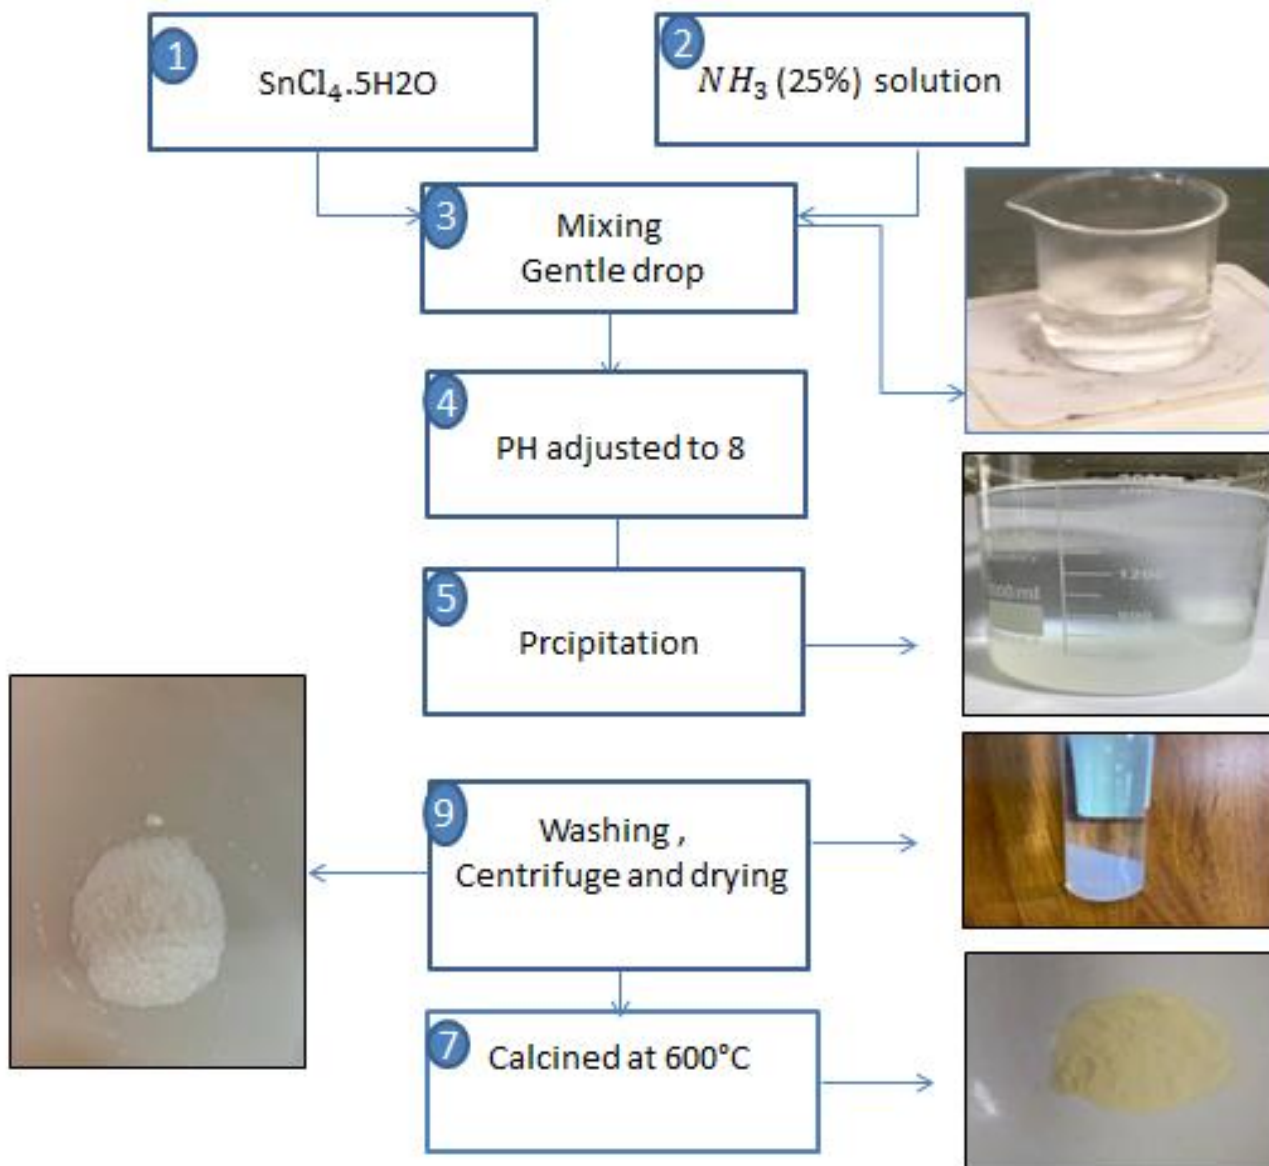 1
SnCl₄.5H2O
2
NH₃ (25%) solution
3
Mixing
Gentle drop
4
PH adjusted to 8
5
Prcipitation
1200
9
Washing ,
Centrifuge and drying
7
Calcined at 600°C